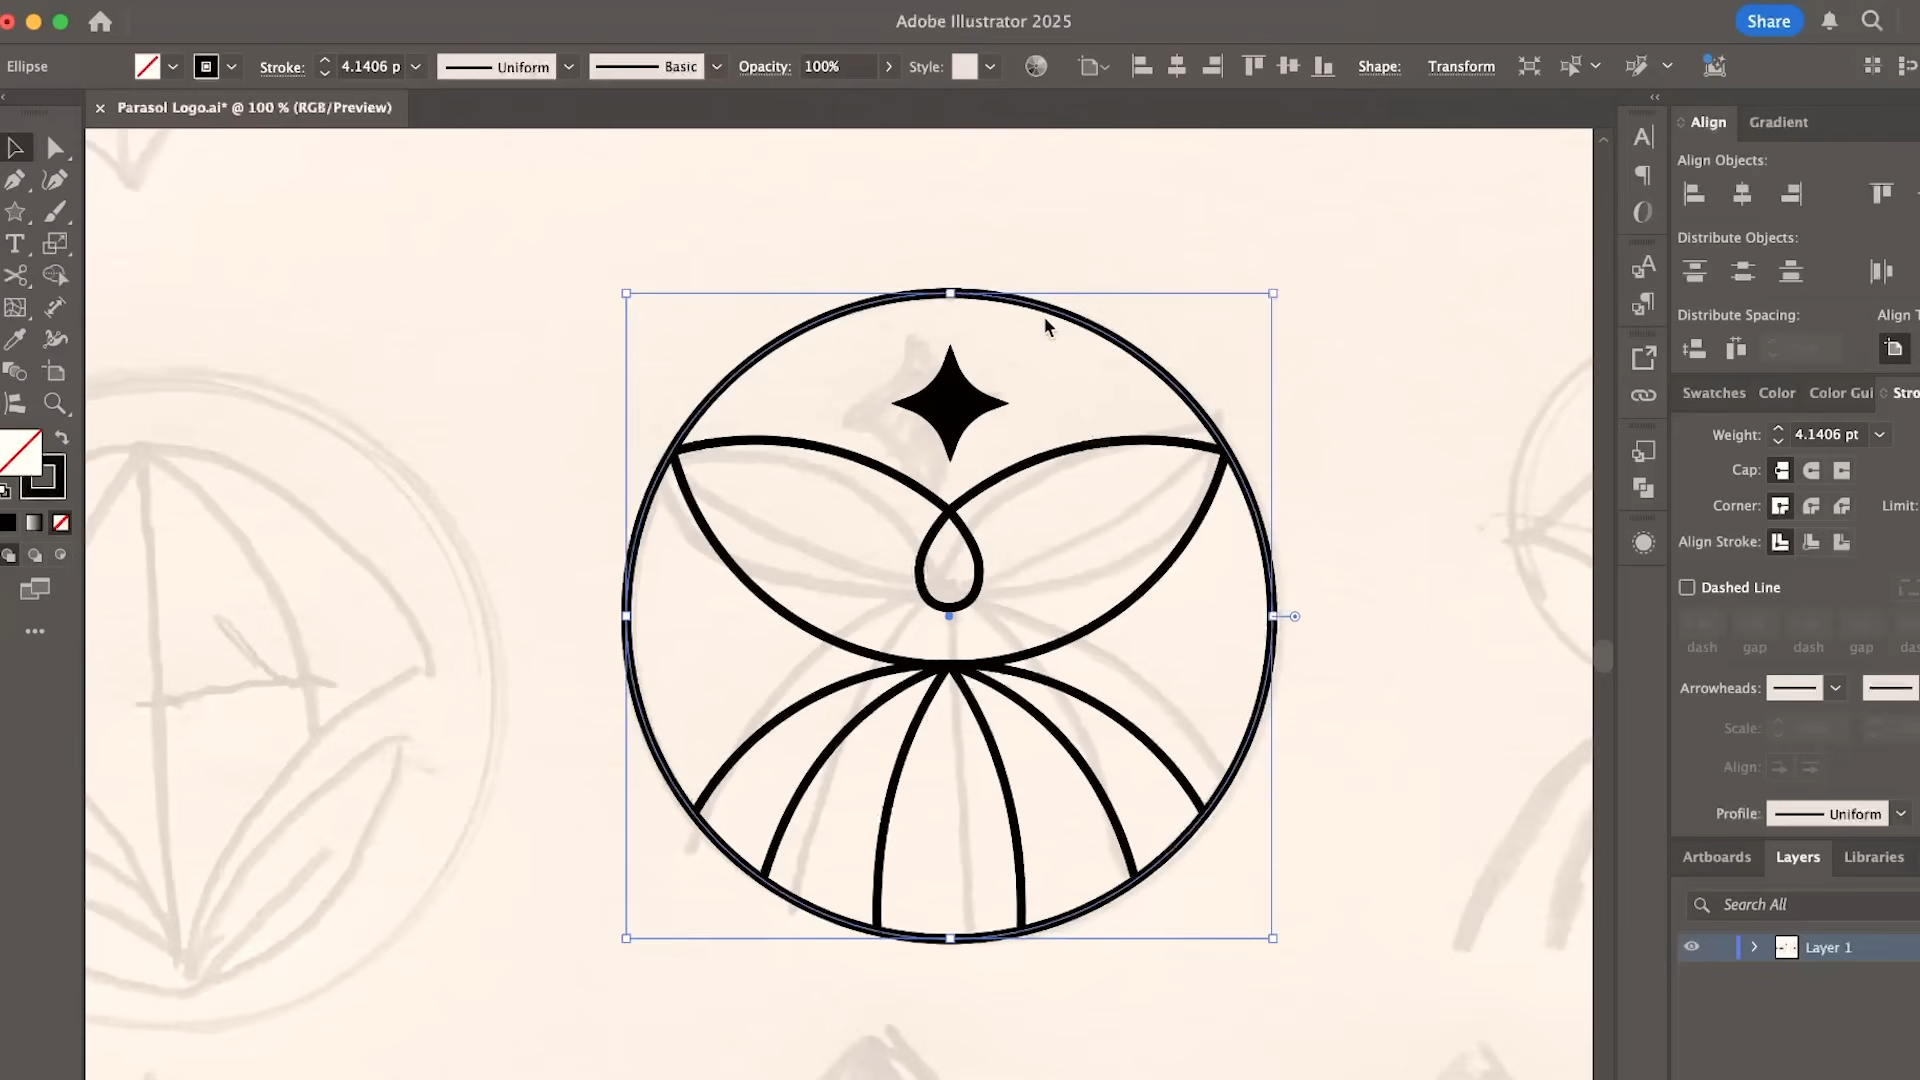 Adobe Illustrator 2025
Share
Ellipse
Stroke:
4.1406 p
Uniform
Basic
Opacity:
100%
Style:
Shape:
Transform
Parasol Logo.ai* @ 100 % (RGB/Preview)
Align
Gradient
Align Objects:
Distribute Objects:
Distribute Spacing:
Align T
Swatches
Color
Color Gui
Stro
Weight:
4.1406 pt
Cap:
Corner:
Limit:
Align Stroke:
Dashed Line
dash
gap
dash
gap
das
Arrowheads:
Scale:
Align:
Profile:
Uniform
Artboards
Layers
Libraries
Search All
Layer 1